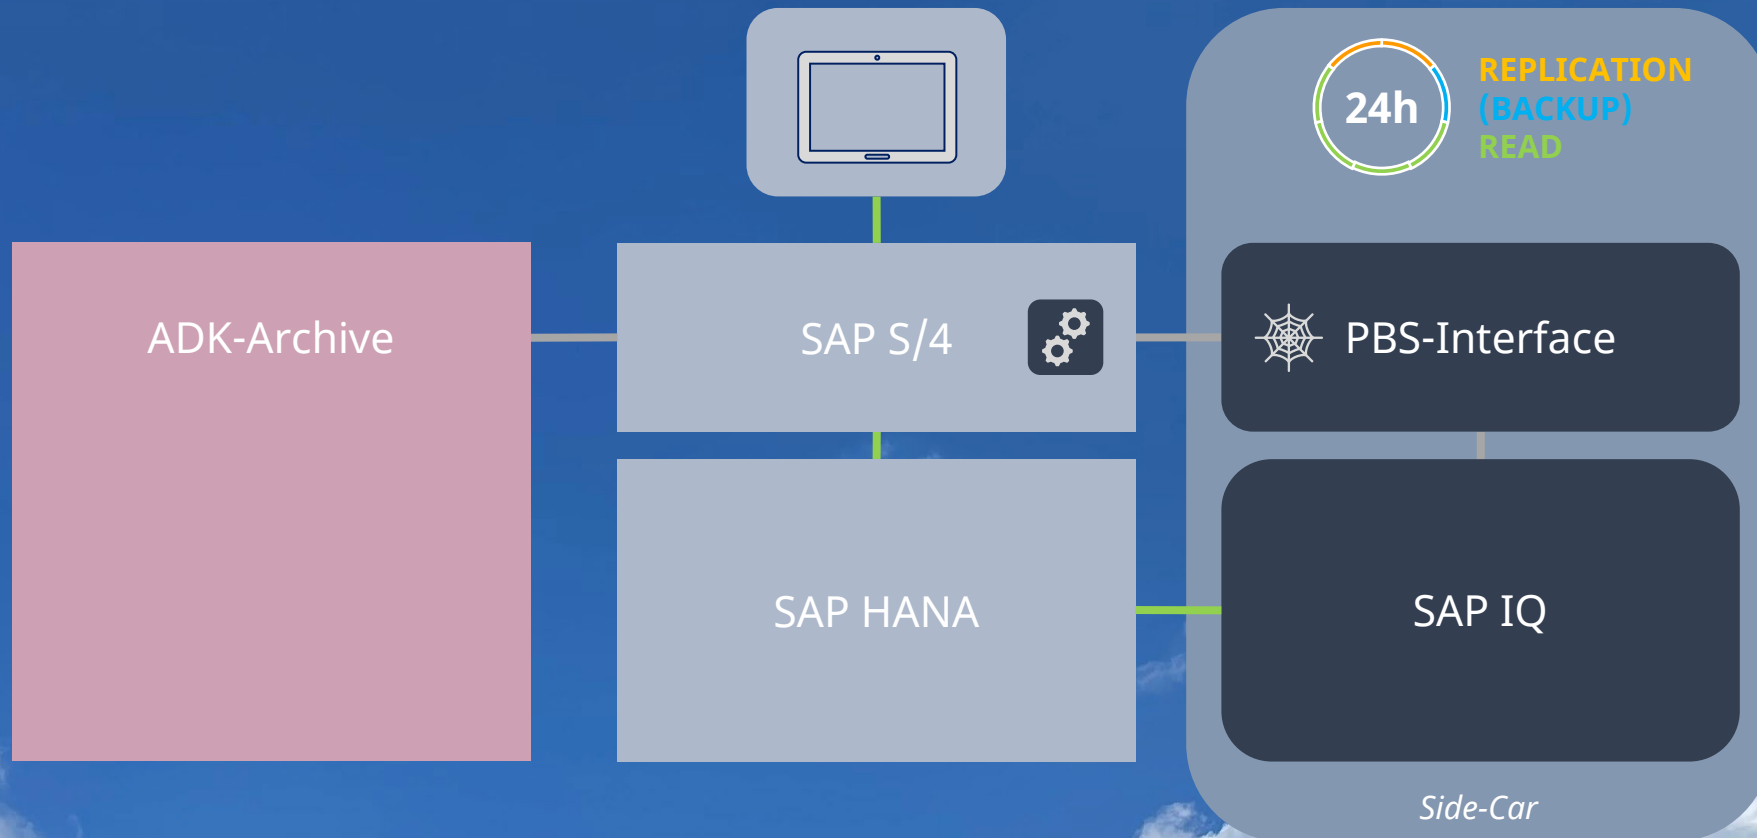 24h
REPLICATION
(BACKUP)
READ
ADK-Archive
SAP S/4
PBS-Interface
SAP HANA
SAP IQ
Side-Car